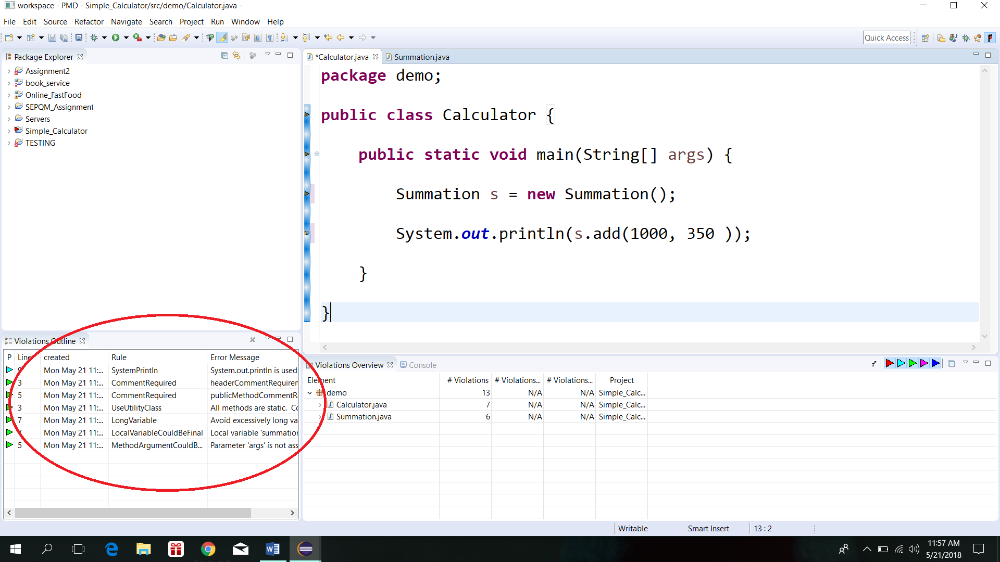 workspace - PMD - Simple_Calculator/src/demo/Calculator.java -
File Edit Source Refactor Navigate Search Project Run Window Help
Quick Access
Package Explorer
Assignment2
book_service
Online_FastFood
SEPQM_Assignment
Servers
Simple_Calculator
TESTING
*Calculator.java Summation.java
package demo;
public class Calculator {
public static void main(String[] args) {
Summation s = new Summation();
System.out.println(s.add(1000, 350 ));
}
}
Violations Outline
P Line created Rule Error Message
9 Mon May 21 11:... SystemPrintln System.out.println is used
3 Mon May 21 11:... CommentRequired headerCommentRequirem
5 Mon May 21 11:... CommentRequired publicMethodCommentR
3 Mon May 21 11:... UseUtilityClass All methods are static. Co
7 Mon May 21 11:... LongVariable Avoid excessively long va
7 Mon May 21 11:... LocalVariableCouldBeFinal Local variable 'summation
5 Mon May 21 11:... MethodArgumentCouldB... Parameter 'args' is not ass
Violations Overview Console
Element # Violations # Violations... # Violations... Project
demo 13 N/A N/A Simple_Calc...
Calculator.java 7 N/A N/A Simple_Calc...
Summation.java 6 N/A N/A Simple_Calc...
Writable Smart Insert 13 : 2
11:57 AM
5/21/2018